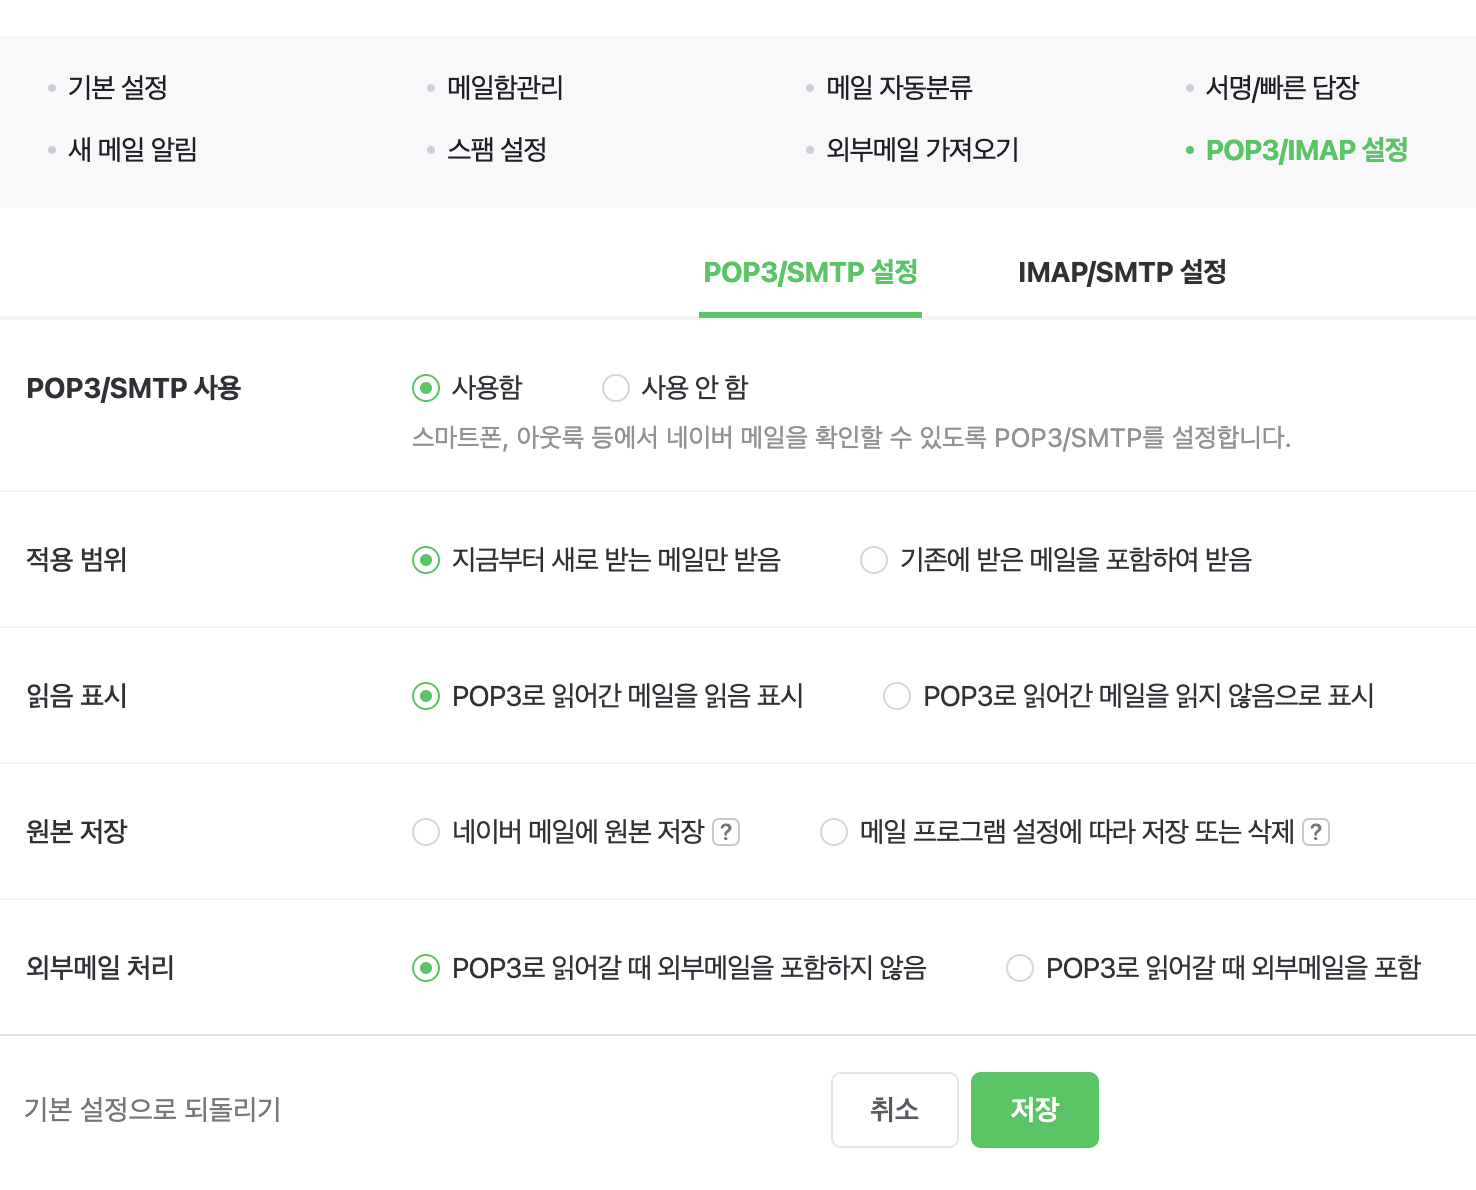 기본 설정 메일함관리 메일 자동분류 서명/빠른 답장
새 메일 알림 스팸 설정 외부메일 가져오기 POP3/IMAP 설정
POP3/SMTP 설정 IMAP/SMTP 설정
POP3/SMTP 사용 사용함 사용 안 함
스마트폰, 아웃룩 등에서 네이버 메일을 확인할 수 있도록 POP3/SMTP를 설정합니다.
적용 범위 지금부터 새로 받는 메일만 받음 기존에 받은 메일을 포함하여 받음
읽음 표시 POP3로 읽어간 메일을 읽음 표시 POP3로 읽어간 메일을 읽지 않음으로 표시
원본 저장 네이버 메일에 원본 저장 ? 메일 프로그램 설정에 따라 저장 또는 삭제 ?
외부메일 처리 POP3로 읽어갈 때 외부메일을 포함하지 않음 POP3로 읽어갈 때 외부메일을 포함
기본 설정으로 되돌리기 취소 저장